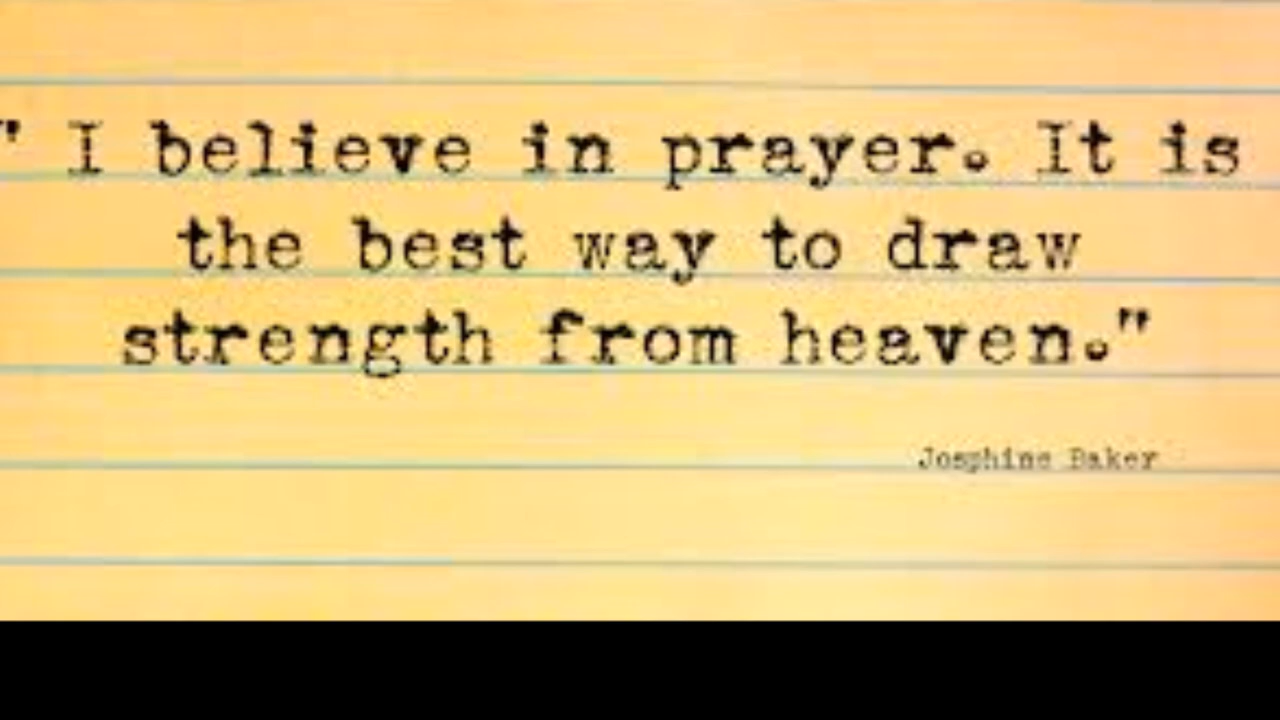 " I believe in prayer. It is
the best way to draw
strength from heaven."
Josphine Baker